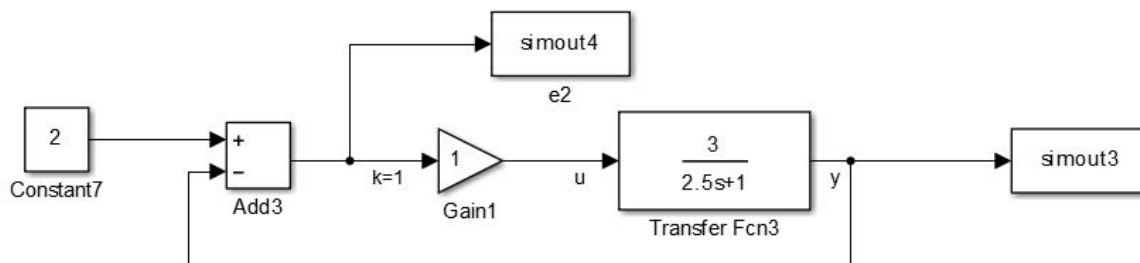 simout4
e2
2
Constant7
+
−
Add3
k=1
1
Gain1
u
3
2.5s+1
Transfer Fcn3
y
simout3